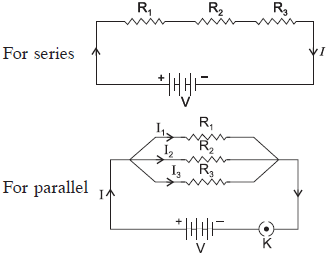 R1 R2 R3
For series
I
+ −
V
I1 R1
I2 R2
I3 R3
For parallel I
+ −
V K